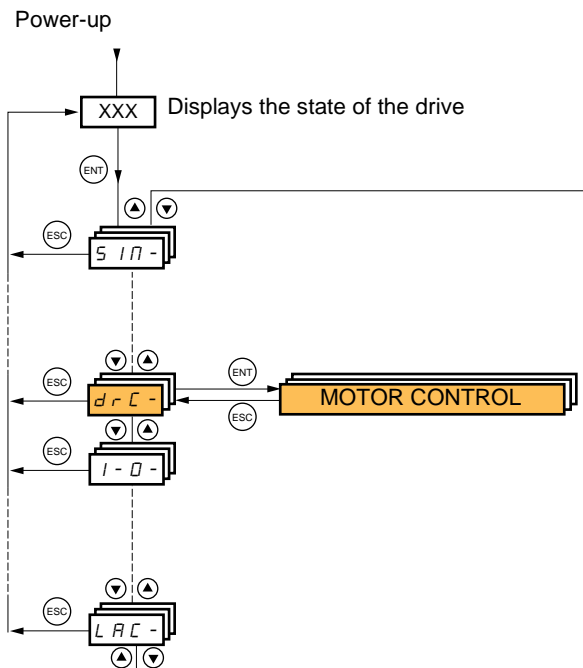 Power-up
XXX Displays the state of the drive
ENT
ESC
SIM-
ENT
ESC
drC- MOTOR CONTROL
ESC
ESC
I-O-
ESC
LAC-